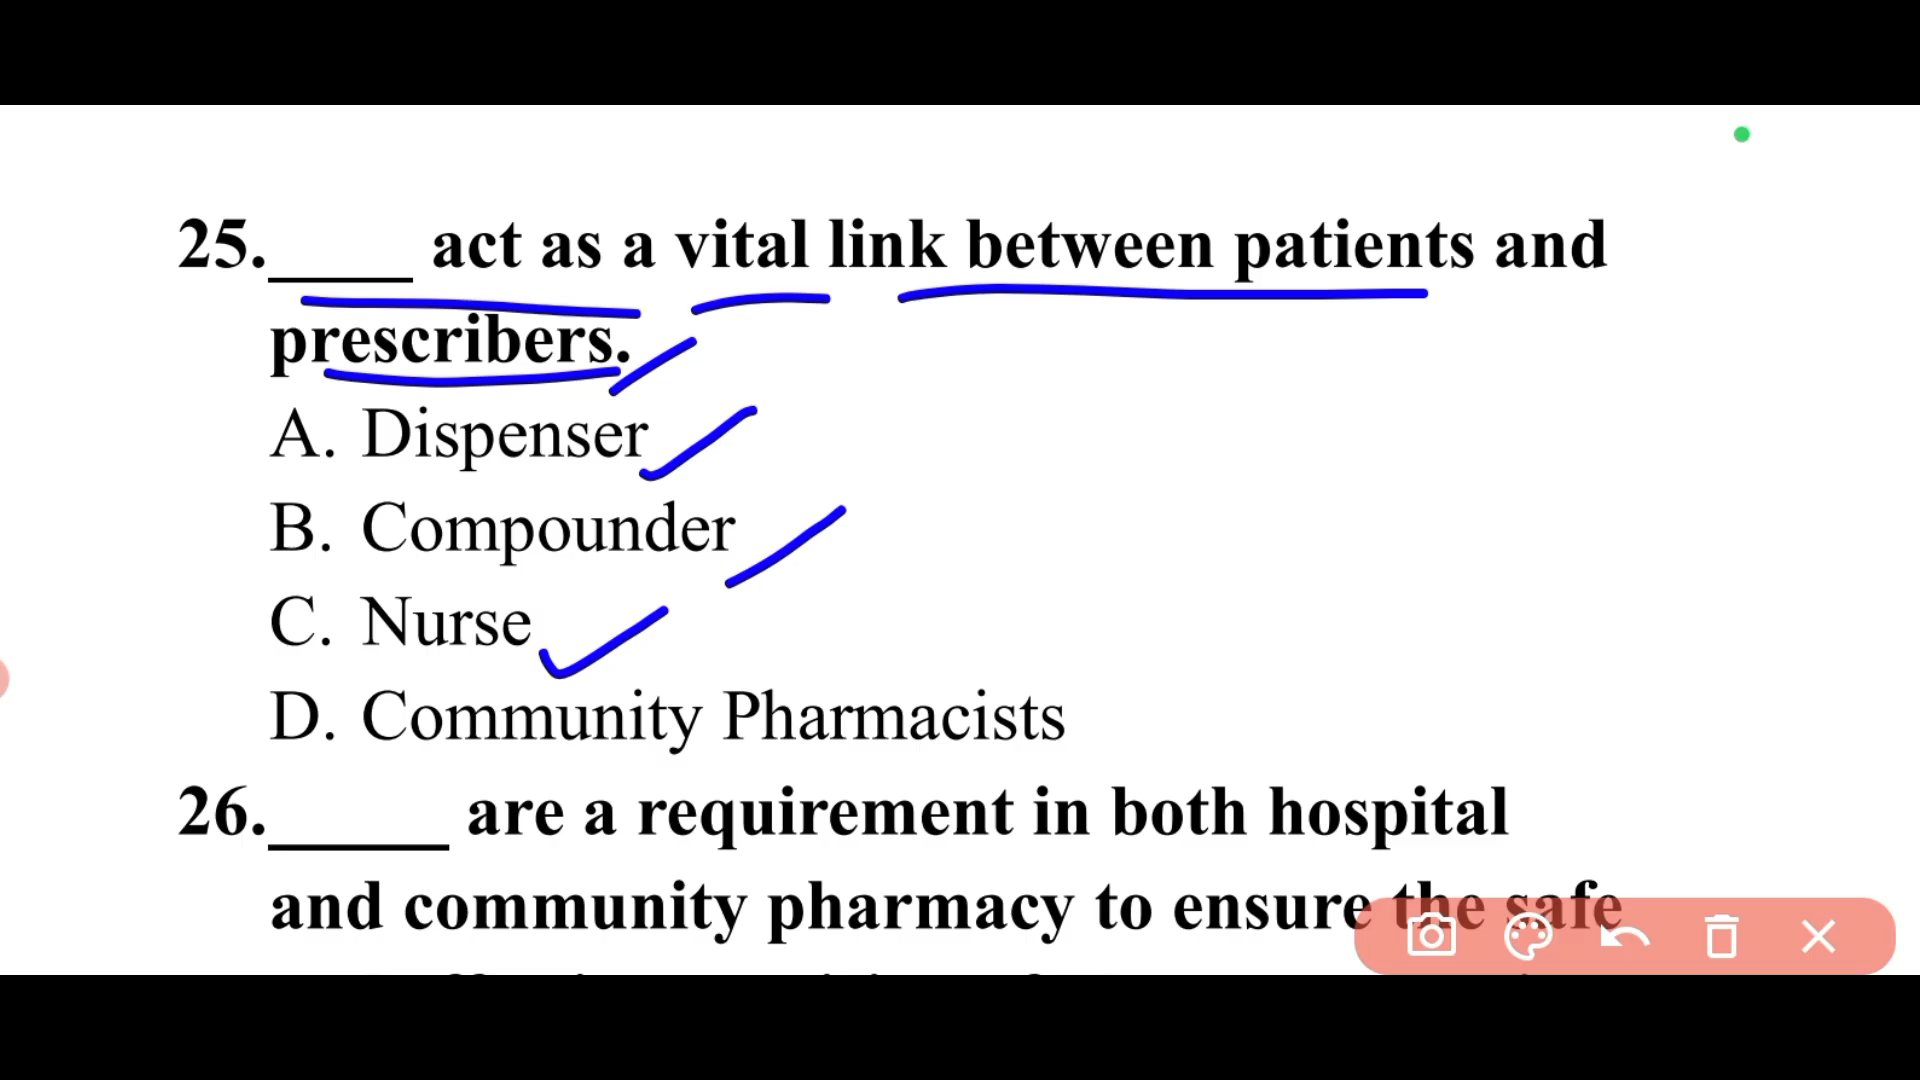 25.____ act as a vital link between patients and
prescribers.
A. Dispenser
B. Compounder
C. Nurse
D. Community Pharmacists
26._____ are a requirement in both hospital
and community pharmacy to ensure the safe